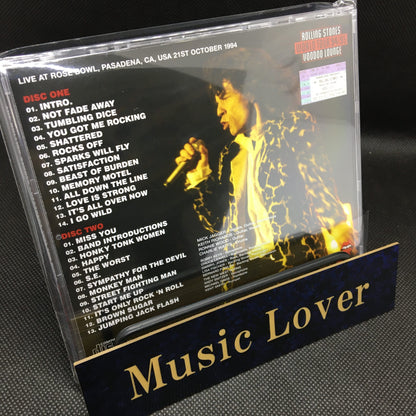 LIVE AT ROSE BOWL, PASADENA, CA, USA 21ST OCTOBER 1994
ROLLING STONES
VOODOO LOUNGE
DISC ONE
01. INTRO.
02. NOT FADE AWAY
03. TUMBLING DICE
04. YOU GOT ME ROCKING
05. SHATTERED
06. ROCKS OFF
07. SPARKS WILL FLY
08. SATISFACTION
09. BEAST OF BURDEN
10. MEMORY MOTEL
11. ALL DOWN THE LINE
12. LOVE IS STRONG
13. IT'S ALL OVER NOW
14. I GO WILD
DISC TWO
01. MISS YOU
02. BAND INTRODUCTIONS
03. HONKY TONK WOMEN
04. HAPPY
05. THE WORST
06. S.E.
07. SYMPATHY FOR THE DEVIL
08. MONKEY MAN
09. STREET FIGHTING MAN
10. START ME UP
11. IT'S ONLY ROCK 'N ROLL
12. BROWN SUGAR
13. JUMPING JACK FLASH
Music Lover